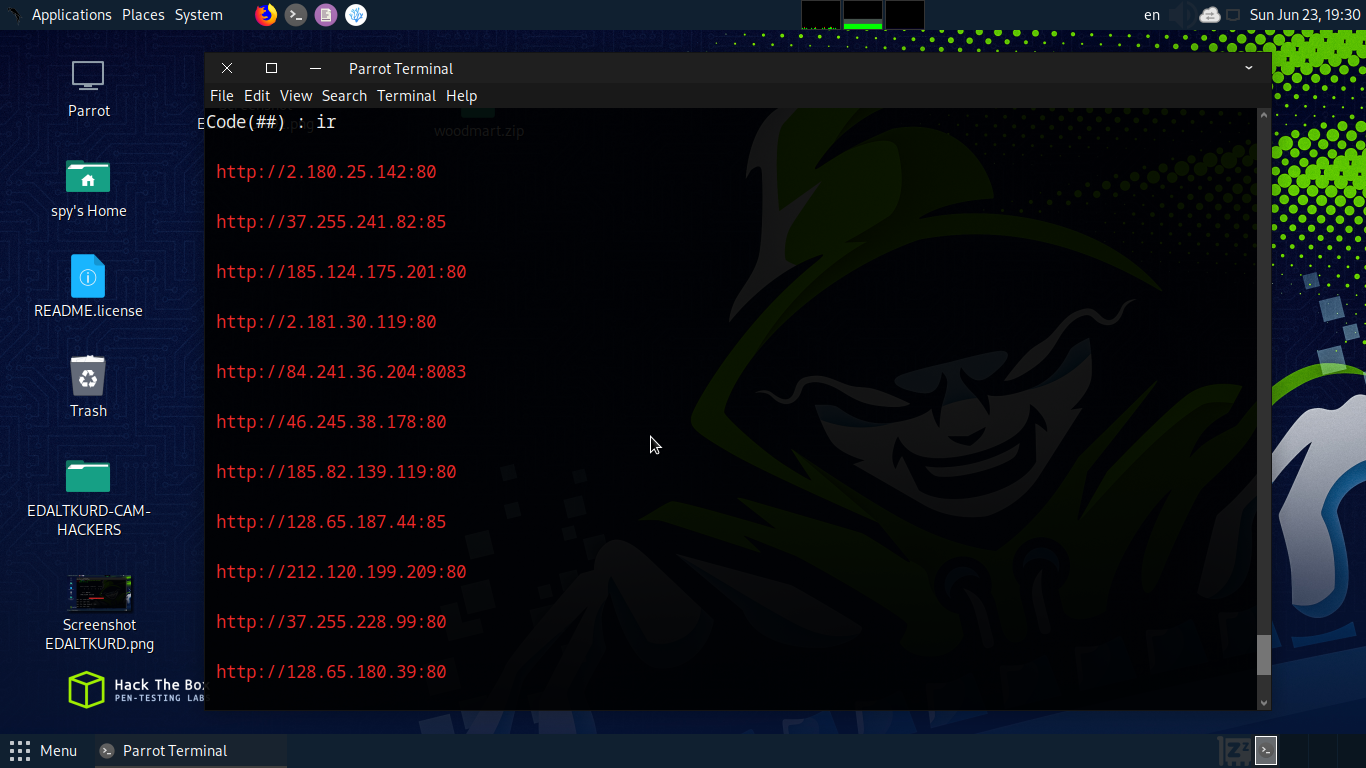 Applications Places System
en
Sun Jun 23, 19:30
Parrot
spy's Home
README.license
Trash
EDALTKURD-CAM-
HACKERS
Screenshot
EDALTKURD.png
Hack The Box
PEN-TESTING LAB
Parrot Terminal
File Edit View Search Terminal Help
woodmart.zip
Code(##) : ir
http://2.180.25.142:80
http://37.255.241.82:85
http://185.124.175.201:80
http://2.181.30.119:80
http://84.241.36.204:8083
http://46.245.38.178:80
http://185.82.139.119:80
http://128.65.187.44:85
http://212.120.199.209:80
http://37.255.228.99:80
http://128.65.180.39:80
Menu
Parrot Terminal